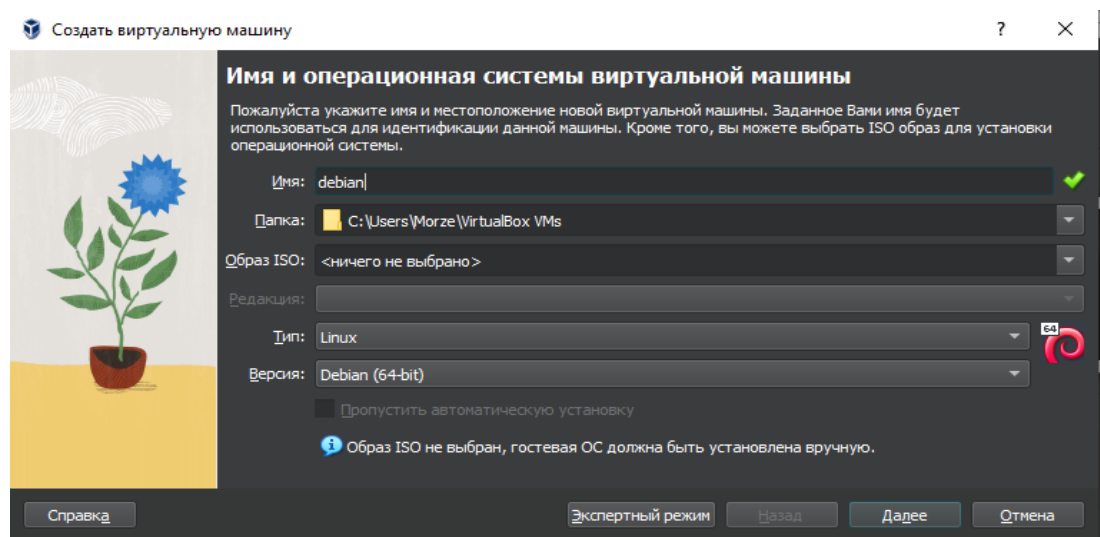 Создать виртуальную машину
?
Имя и операционная системы виртуальной машины
Пожалуйста укажите имя и местоположение новой виртуальной машины. Заданное Вами имя будет
использоваться для идентификации данной машины. Кроме того, вы можете выбрать ISO образ для установки
операционной системы.
Имя: debian
Папка: C:\Users\Morze\VirtualBox VMs
Образ ISO: <ничего не выбрано>
Редакция:
Тип: Linux
64
Версия: Debian (64-bit)
Пропустить автоматическую установку
Образ ISO не выбран, гостевая ОС должна быть установлена вручную.
Справка Экспертный режим Назад Далее Отмена